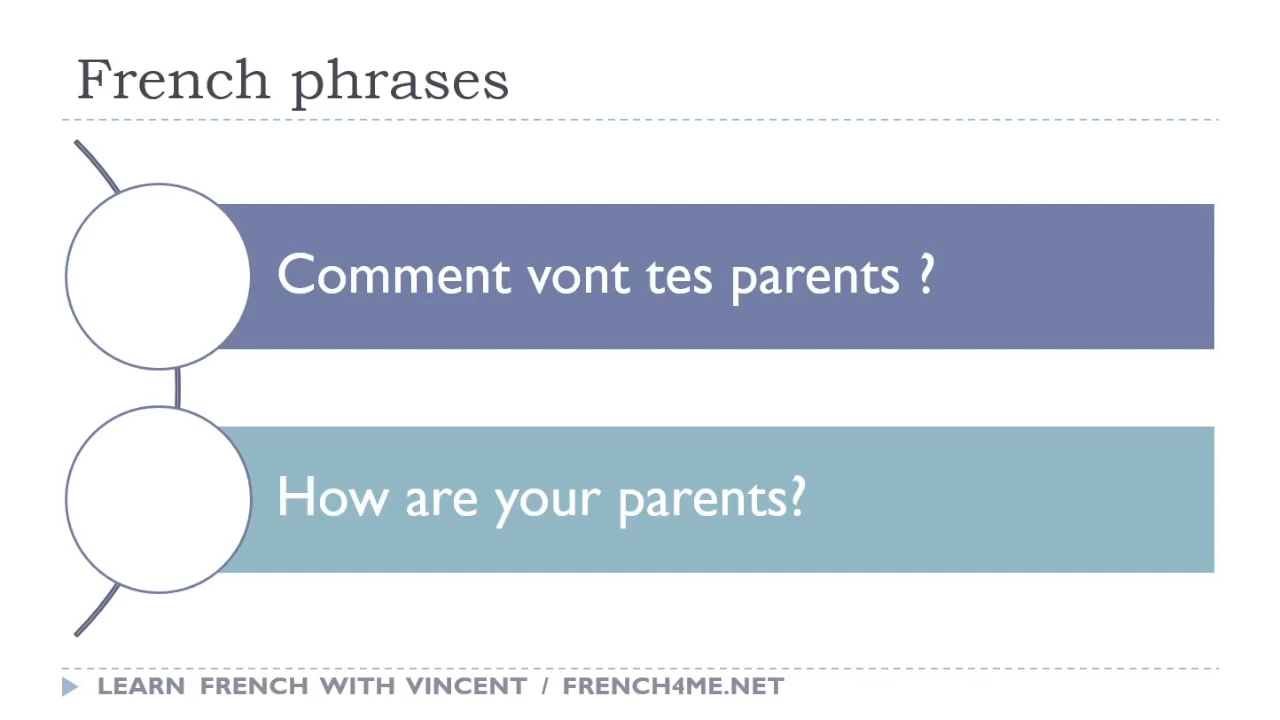 French phrases
Comment vont tes parents ?
How are your parents?
LEARN FRENCH WITH VINCENT / FRENCH4ME.NET